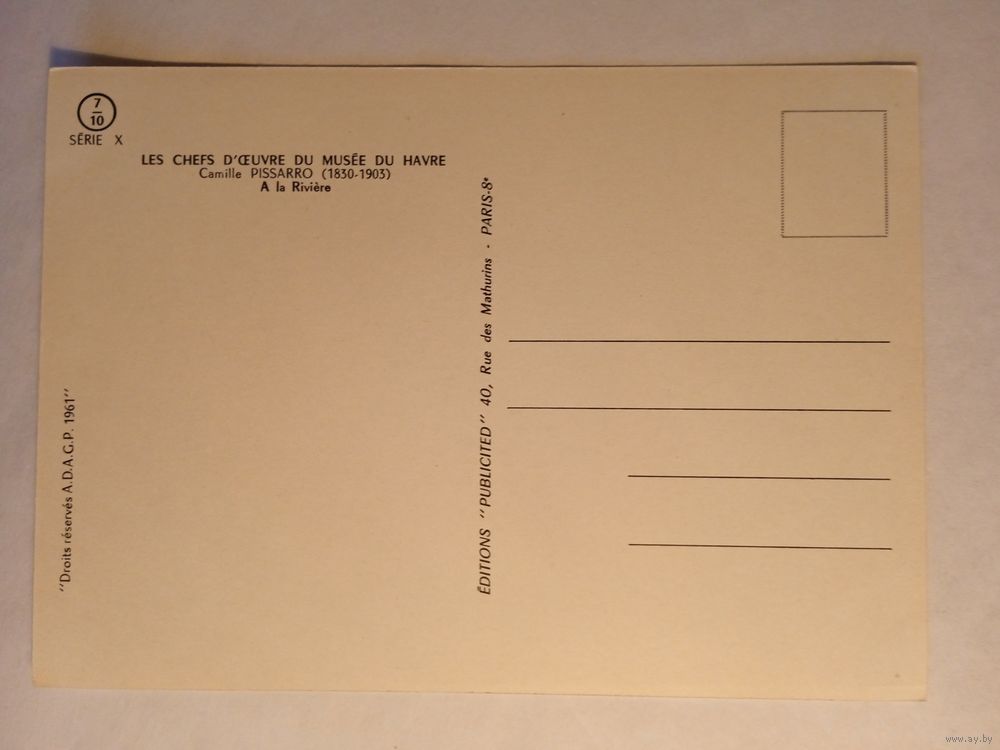 7
10
SÉRIE X
LES CHEFS D'ŒUVRE DU MUSÉE DU HAVRE
Camille PISSARRO (1830-1903)
A la Rivière
"Droits réservés A.D.A.G.P. 1961"
ÉDITIONS "PUBLICITED" 40, Rue des Mathurins - PARIS-8e
www.ay.by